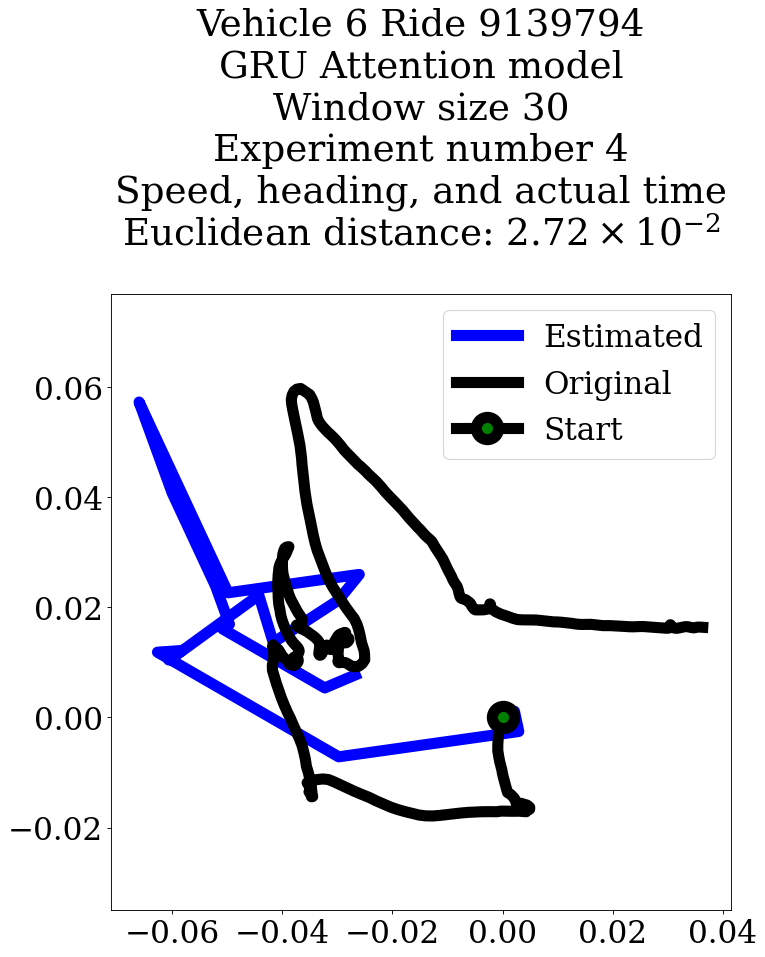 Vehicle 6 Ride 9139794
GRU Attention model
Window size 30
Experiment number 4
Speed, heading, and actual time
Euclidean distance: 2.72 × 10⁻²
Estimated
Original
Start
0.06
0.04
0.02
0.00
−0.02
−0.06 −0.04 −0.02 0.00 0.02 0.04